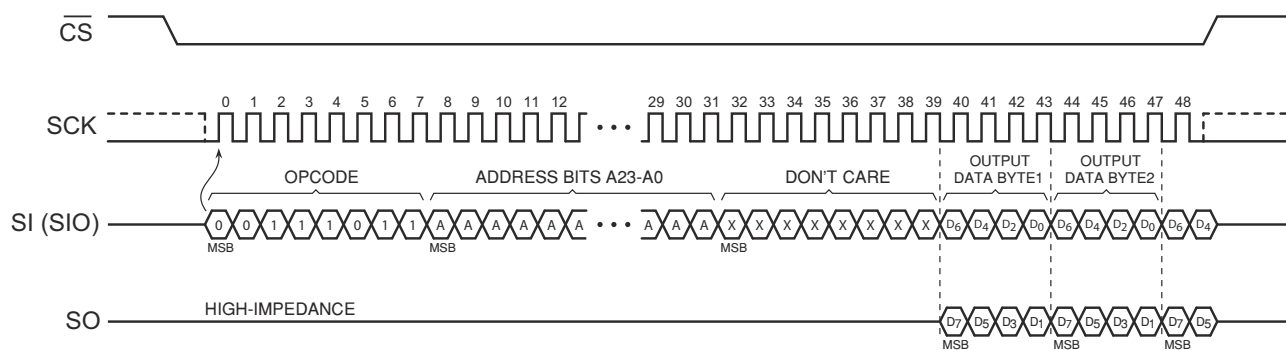 CS
0 1 2 3 4 5 6 7 8 9 10 11 12 29 30 31 32 33 34 35 36 37 38 39 40 41 42 43 44 45 46 47 48
SCK
OPCODE
ADDRESS BITS A23-A0
DON'T CARE
OUTPUT
DATA BYTE1
OUTPUT
DATA BYTE2
SI (SIO)
0 0 1 1 1 0 1 1 A A A A A A • • • A A A X X X X X X X X D6 D4 D2 D0 D6 D4 D2 D0 D6 D4
MSB MSB MSB
HIGH-IMPEDANCE
SO
D7 D5 D3 D1 D7 D5 D3 D1 D7 D5
MSB MSB MSB